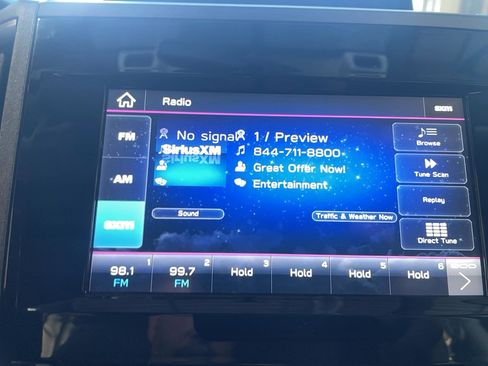 Radio
sxm
FM
AM
sxm
No signal
SiriusXM
1 / Preview
844-711-8800
Great Offer Now!
Entertainment
Sound
Traffic & Weather Now
Browse
Tune Scan
Replay
Direct Tune
1 2 3 4 5 6
98.1 99.7 Hold Hold Hold Hold
FM FM